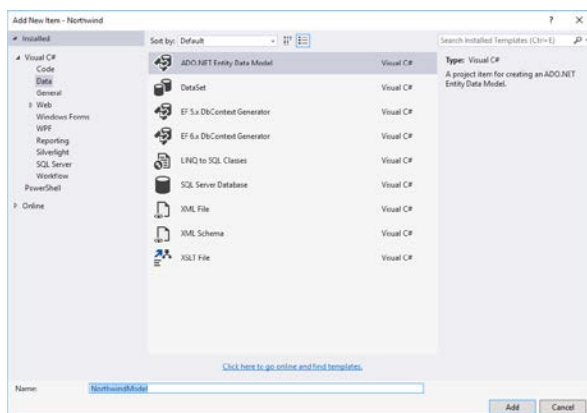 Add New Item - Northwind
? ×
Installed
Sort by: Default
Search Installed Templates (Ctrl+E)
Visual C#
Code
Data
General
Web
Windows Forms
WPF
Reporting
Silverlight
SQL Server
Workflow
PowerShell
Online
ADO.NET Entity Data Model Visual C#
DataSet Visual C#
EF 5.x DbContext Generator Visual C#
EF 6.x DbContext Generator Visual C#
LINQ to SQL Classes Visual C#
SQL Server Database Visual C#
XML File Visual C#
XML Schema Visual C#
XSLT File Visual C#
Type: Visual C#
A project item for creating an ADO.NET
Entity Data Model.
Click here to go online and find templates.
Name: NorthwindModel
Add Cancel